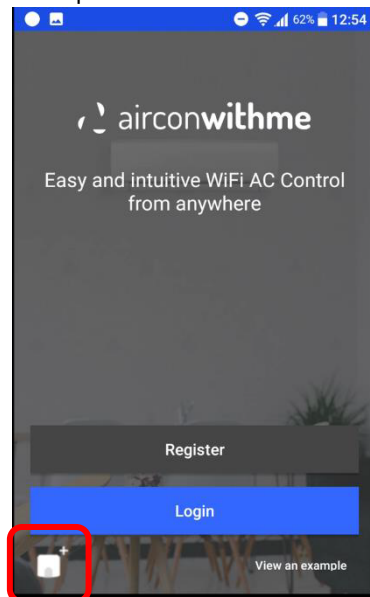 62% 12:54
airconwithme
Easy and intuitive WiFi AC Control
from anywhere
Register
Login
View an example